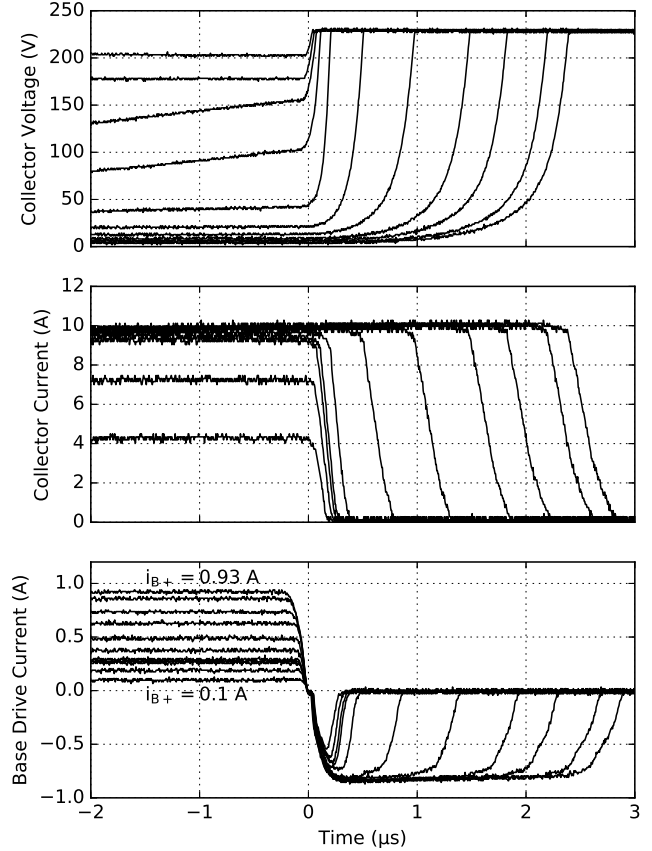 250
200
150
100
50
0
Collector Voltage (V)
12
10
8
6
4
2
0
Collector Current (A)
1.0
0.5
0.0
−0.5
−1.0
Base Drive Current (A)
iB+ = 0.93 A
iB+ = 0.1 A
−2 −1 0 1 2 3
Time (µs)